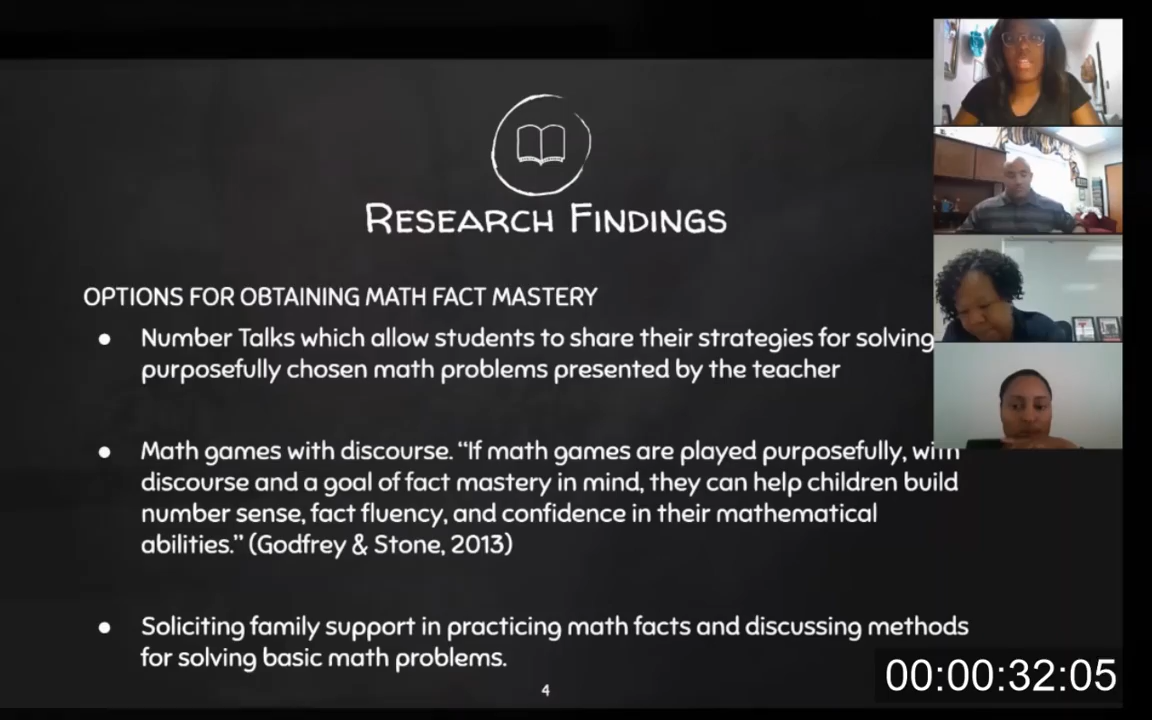 RESEARCH FINDINGS
OPTIONS FOR OBTAINING MATH FACT MASTERY
● Number Talks which allow students to share their strategies for solving
purposefully chosen math problems presented by the teacher
● Math games with discourse. “If math games are played purposefully, with
discourse and a goal of fact mastery in mind, they can help children build
number sense, fact fluency, and confidence in their mathematical
abilities.” (Godfrey & Stone, 2013)
● Soliciting family support in practicing math facts and discussing methods
for solving basic math problems.
4
00:00:32:05